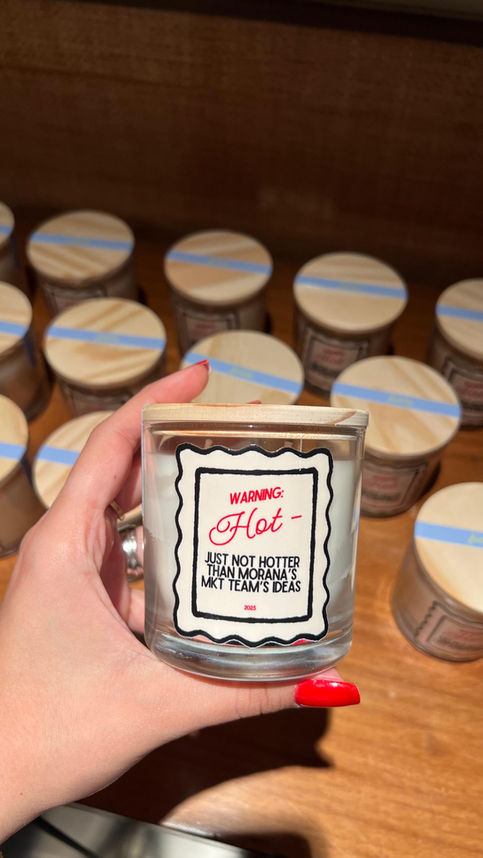 WARNING:
Hot -
JUST NOT HOTTER
THAN MORANA'S
MKT TEAM'S IDEAS
2025